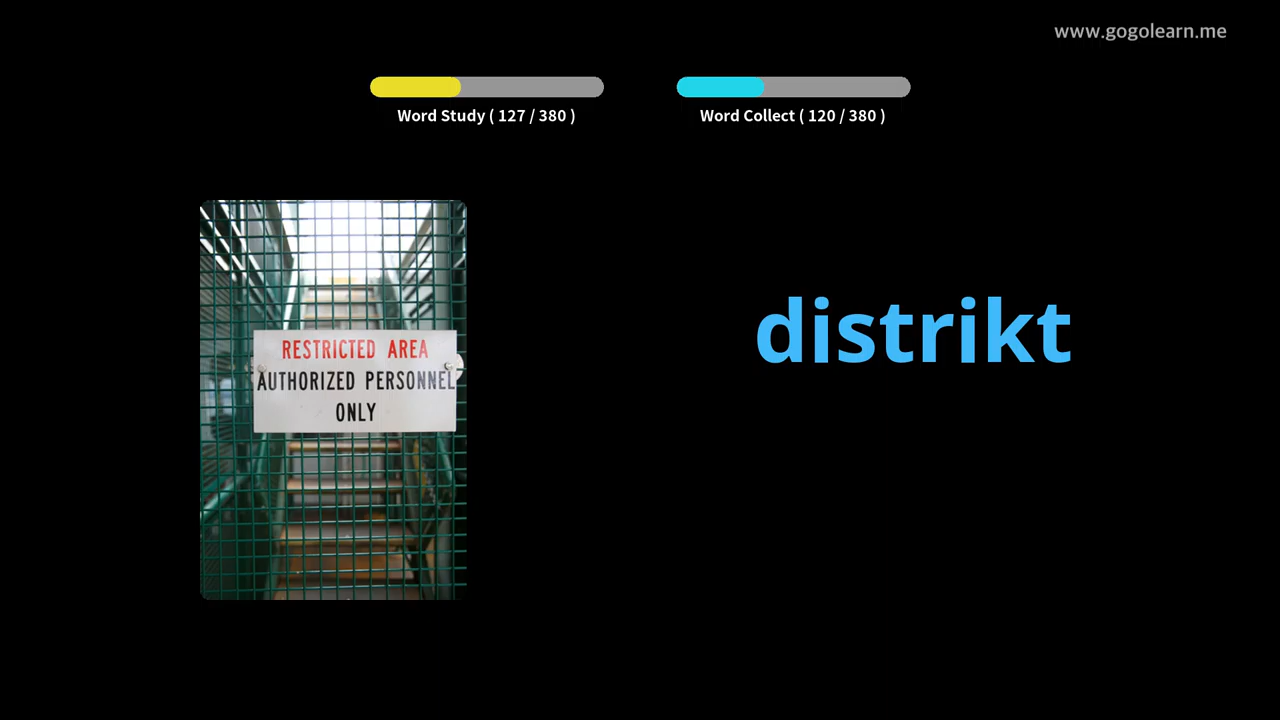 www.gogolearn.me
Word Study ( 127 / 380 )
Word Collect ( 120 / 380 )
RESTRICTED AREA
AUTHORIZED PERSONNEL
ONLY
distrikt